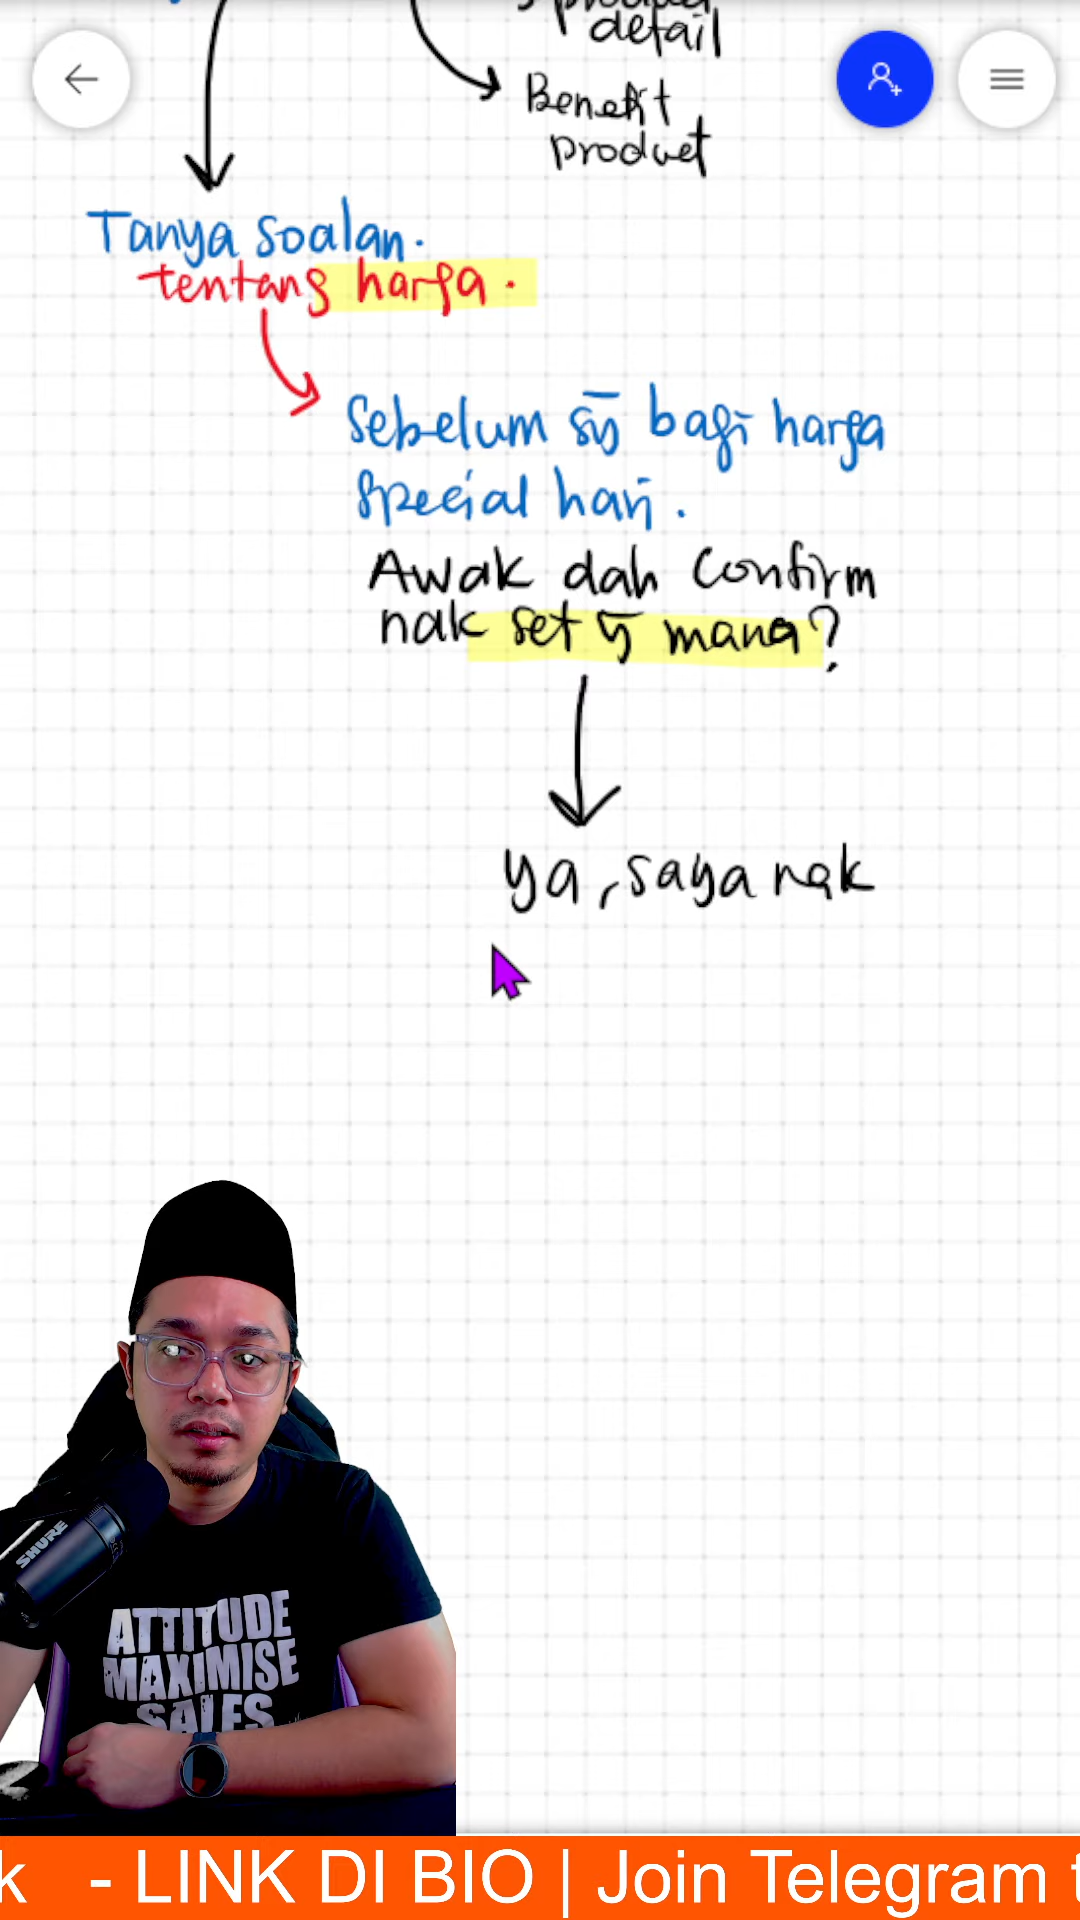 product
detail
Benefit
product
Tanya soalan.
tentang harga.
Sebelum sy bagi harga
special hari.
Awak dah confirm
nak set yg mana?
ya, saya nak
SHURE
ATTITUDE
MAXIMISE
SALES
k - LINK DI BIO | Join Telegram t